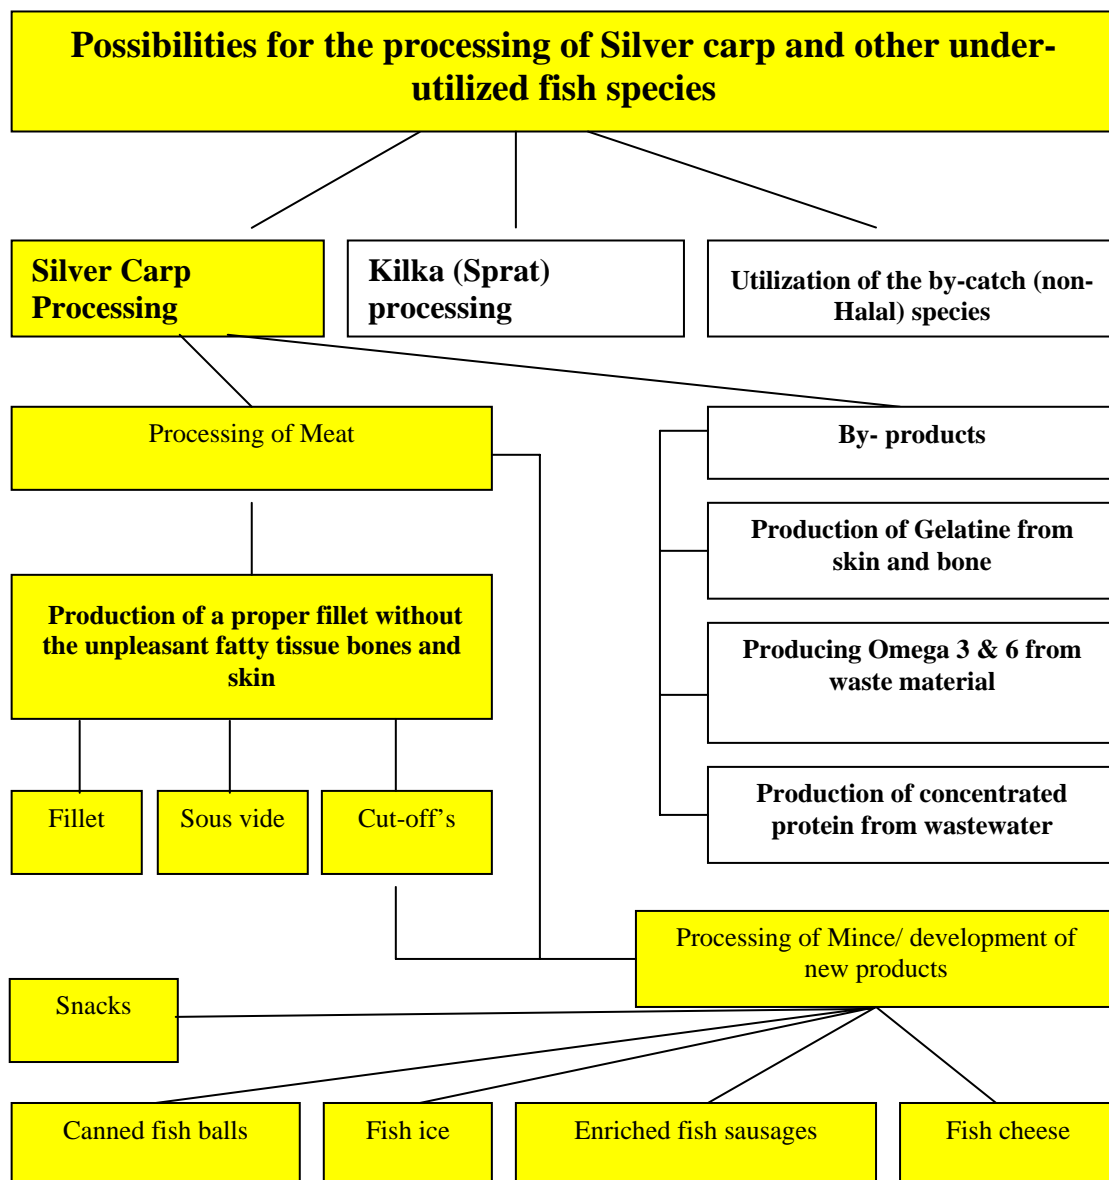 Possibilities for the processing of Silver carp and other under-
utilized fish species
Silver Carp
Processing
Kilka (Sprat)
processing
Utilization of the by-catch (non-
Halal) species
Processing of Meat
By- products
Production of Gelatine from
skin and bone
Production of a proper fillet without
the unpleasant fatty tissue bones and
skin
Producing Omega 3 & 6 from
waste material
Production of concentrated
protein from wastewater
Fillet
Sous vide
Cut-off’s
Processing of Mince/ development of
new products
Snacks
Canned fish balls
Fish ice
Enriched fish sausages
Fish cheese